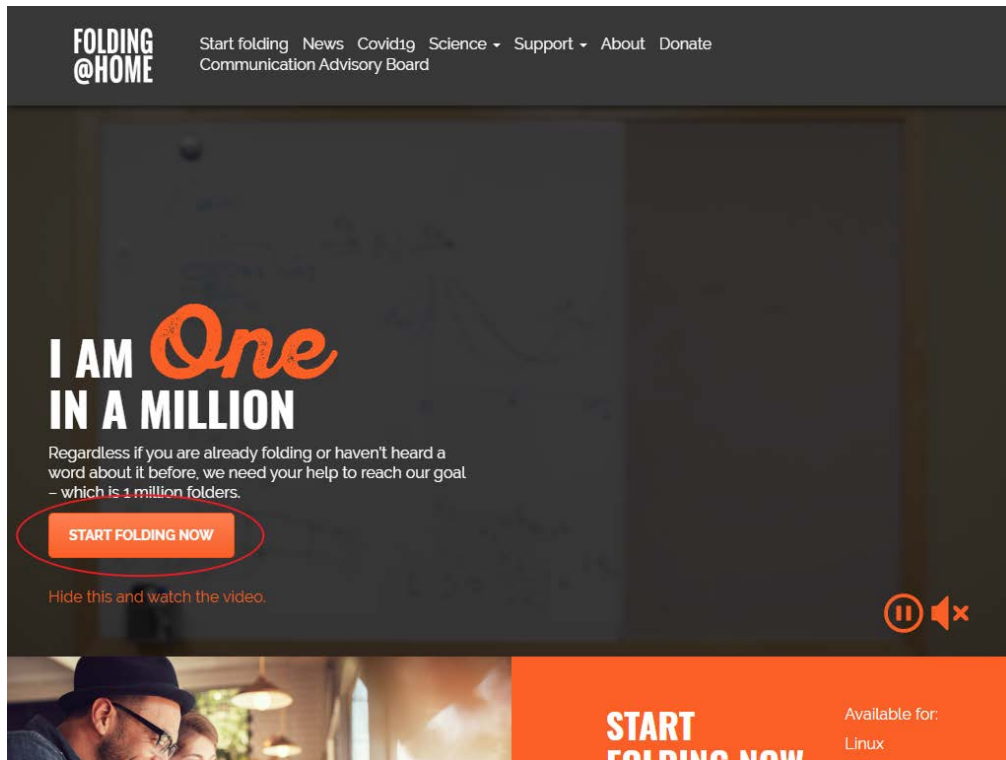 FOLDING
@HOME
Start folding News Covid19 Science Support About Donate
Communication Advisory Board
I AM One
IN A MILLION
Regardless if you are already folding or haven't heard a
word about it before, we need your help to reach our goal
– which is 1 million folders.
START FOLDING NOW
Hide this and watch the video.
START
FOLDING NOW
Available for:
Linux